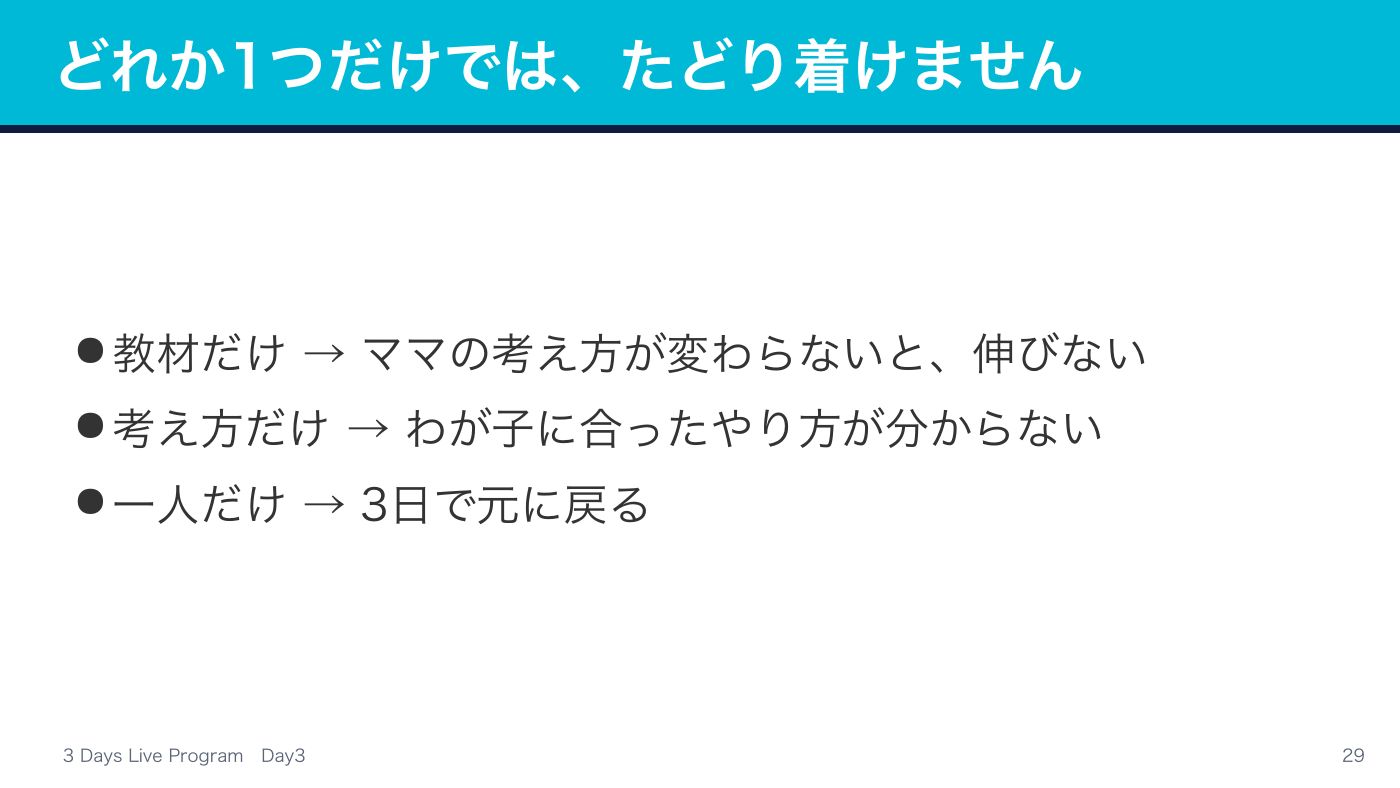 どれか1つだけでは、たどり着けません
●教材だけ → ママの考え方が変わらないと、伸びない
●考え方だけ → わが子に合ったやり方が分からない
●一人だけ → 3日で元に戻る
3 Days Live Program　Day3
29